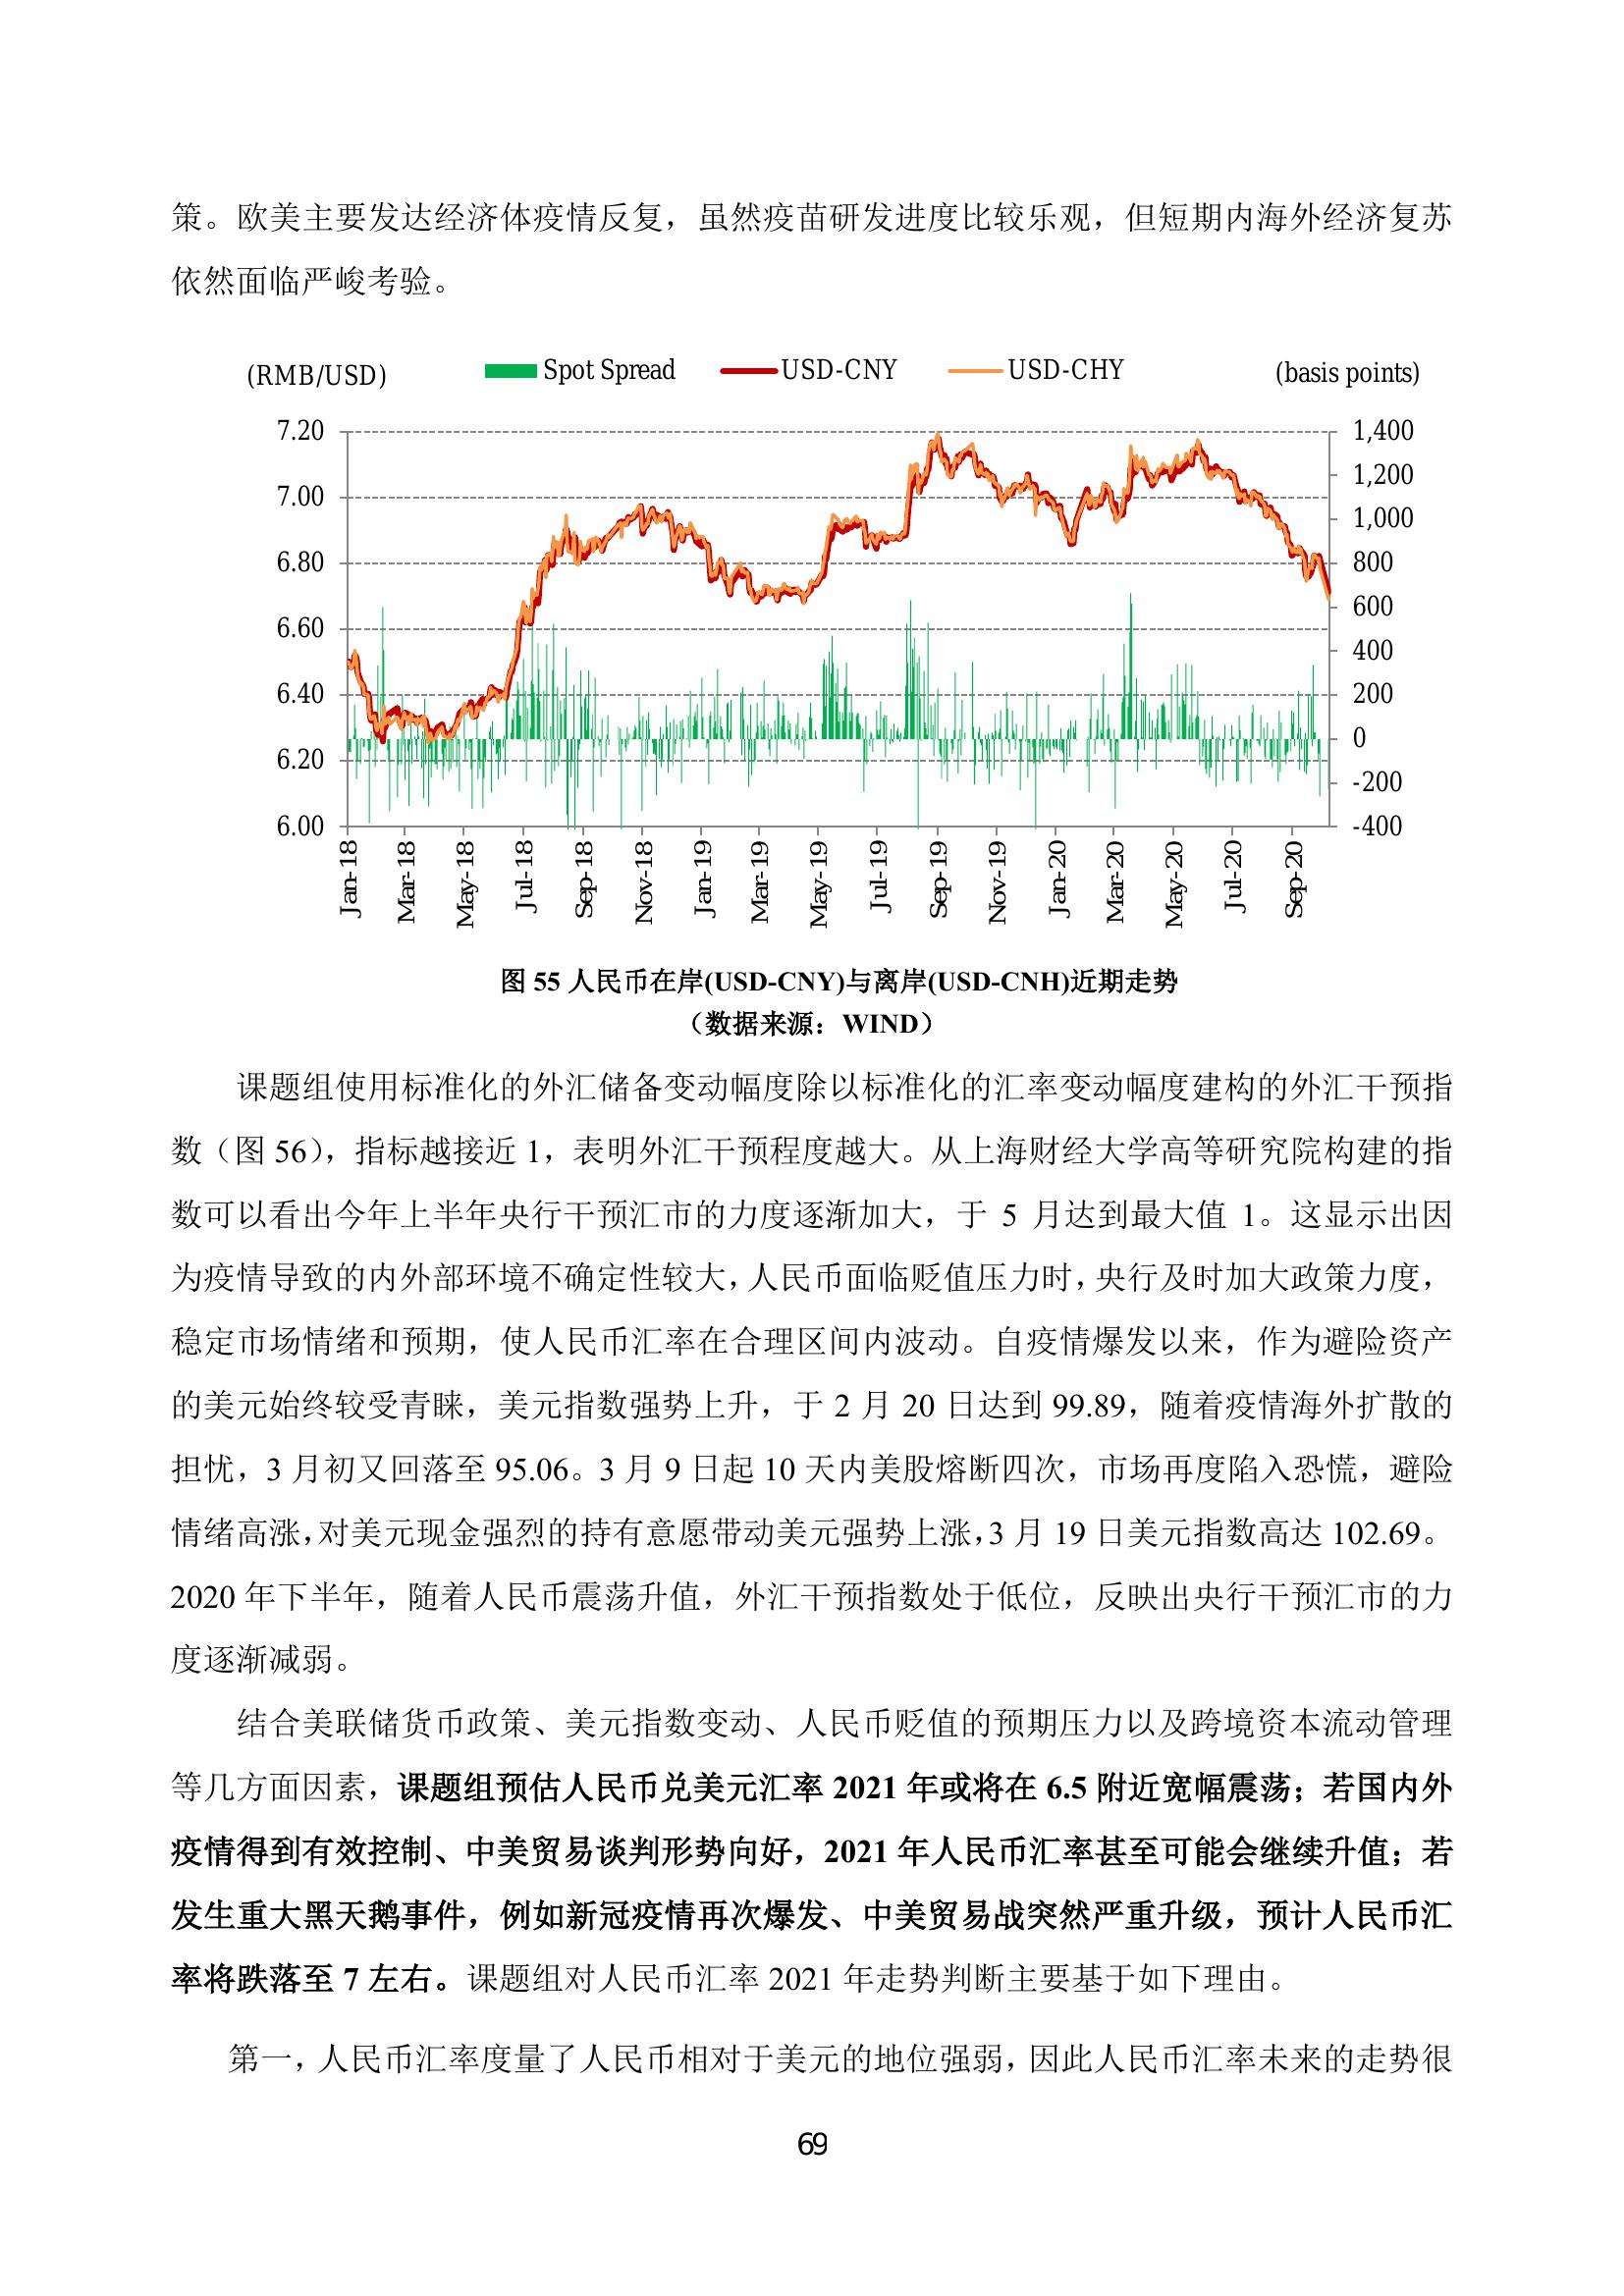 策。欧美主要发达经济体疫情反复，虽然疫苗研发进度比较乐观，但短期内海外经济复苏
依然面临严峻考验。
(RMB/USD)
Spot Spread
USD-CNY
USD-CHY
(basis points)
7.20
7.00
6.80
6.60
6.40
6.20
6.00
1,400
1,200
1,000
800
600
400
200
0
-200
-400
Jan-18
Mar-18
May-18
Jul-18
Sep-18
Nov-18
Jan-19
Mar-19
May-19
Jul-19
Sep-19
Nov-19
Jan-20
Mar-20
May-20
Jul-20
Sep-20
图 55 人民币在岸(USD-CNY)与离岸(USD-CNH)近期走势
（数据来源：WIND）
课题组使用标准化的外汇储备变动幅度除以标准化的汇率变动幅度建构的外汇干预指
数（图 56），指标越接近 1，表明外汇干预程度越大。从上海财经大学高等研究院构建的指
数可以看出今年上半年央行干预汇市的力度逐渐加大，于 5 月达到最大值 1。这显示出因
为疫情导致的内外部环境不确定性较大，人民币面临贬值压力时，央行及时加大政策力度，
稳定市场情绪和预期，使人民币汇率在合理区间内波动。自疫情爆发以来，作为避险资产
的美元始终较受青睐，美元指数强势上升，于 2 月 20 日达到 99.89，随着疫情海外扩散的
担忧，3 月初又回落至 95.06。3 月 9 日起 10 天内美股熔断四次，市场再度陷入恐慌，避险
情绪高涨，对美元现金强烈的持有意愿带动美元强势上涨，3 月 19 日美元指数高达 102.69。
2020 年下半年，随着人民币震荡升值，外汇干预指数处于低位，反映出央行干预汇市的力
度逐渐减弱。
结合美联储货币政策、美元指数变动、人民币贬值的预期压力以及跨境资本流动管理
等几方面因素，课题组预估人民币兑美元汇率 2021 年或将在 6.5 附近宽幅震荡；若国内外
疫情得到有效控制、中美贸易谈判形势向好，2021 年人民币汇率甚至可能会继续升值；若
发生重大黑天鹅事件，例如新冠疫情再次爆发、中美贸易战突然严重升级，预计人民币汇
率将跌落至 7 左右。课题组对人民币汇率 2021 年走势判断主要基于如下理由。
第一，人民币汇率度量了人民币相对于美元的地位强弱，因此人民币汇率未来的走势很
69